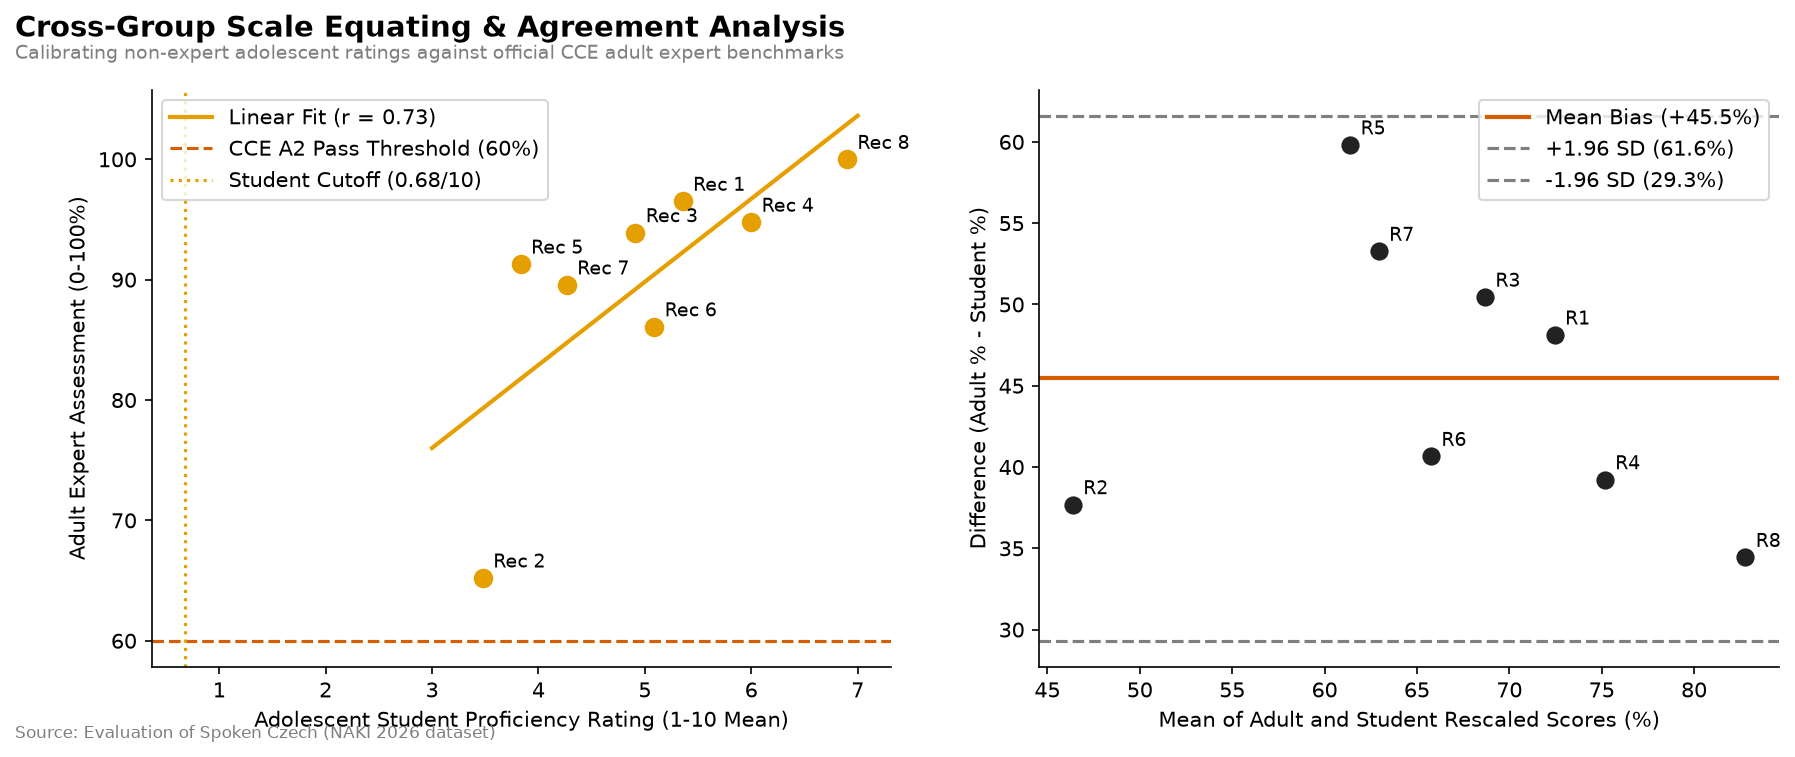 Cross-Group Scale Equating & Agreement Analysis
Calibrating non-expert adolescent ratings against official CCE adult expert benchmarks
Linear Fit (r = 0.73)
CCE A2 Pass Threshold (60%)
Student Cutoff (0.68/10)
Rec 8
Rec 1
Rec 4
Rec 3
Rec 5
Rec 7
Rec 6
Rec 2
100
90
80
70
60
Adult Expert Assessment (0-100%)
1 2 3 4 5 6 7
Adolescent Student Proficiency Rating (1-10 Mean)
Mean Bias (+45.5%)
+1.96 SD (61.6%)
-1.96 SD (29.3%)
R5
R7
R3
R1
R6
R4
R2
R8
60
55
50
45
40
35
30
Difference (Adult % - Student %)
45 50 55 60 65 70 75 80
Mean of Adult and Student Rescaled Scores (%)
Source: Evaluation of Spoken Czech (NAKI 2026 dataset)